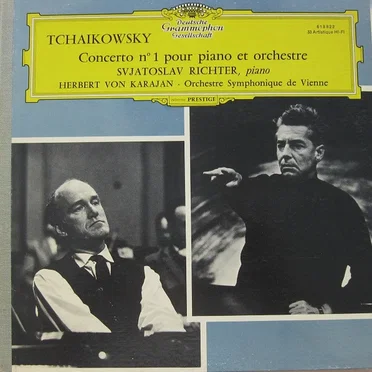 Deutsche
Grammophon
Gesellschaft
TCHAIKOWSKY
Concerto n° 1 pour piano et orchestre
SVJATOSLAV RICHTER, piano
HERBERT VON KARAJAN - Orchestre Symphonique de Vienne
PRESTIGE